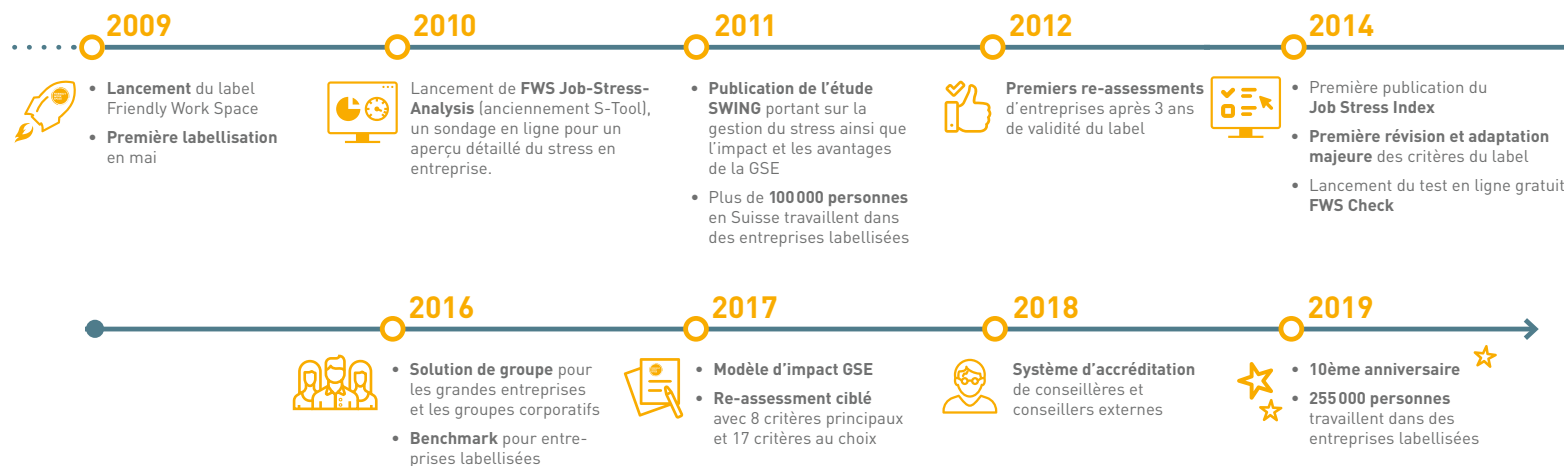 2009
• Lancement du label
Friendly Work Space
• Première labellisation
en mai
2010
Lancement de FWS Job-Stress-
Analysis (anciennement S-Tool),
un sondage en ligne pour un
aperçu détaillé du stress en
entreprise.
2011
• Publication de l'étude
SWING portant sur la
gestion du stress ainsi que
l'impact et les avantages
de la GSE
• Plus de 100 000 personnes
en Suisse travaillent dans
des entreprises labellisées
2012
Premiers re-assessments
d'entreprises après 3 ans
de validité du label
2014
• Première publication du
Job Stress Index
• Première révision et adaptation
majeure des critères du label
• Lancement du test en ligne gratuit
FWS Check
2016
• Solution de groupe pour
les grandes entreprises
et les groupes corporatifs
• Benchmark pour entre-
prises labellisées
2017
• Modèle d'impact GSE
• Re-assessment ciblé
avec 8 critères principaux
et 17 critères au choix
2018
Système d'accréditation
de conseillères et
conseillers externes
2019
• 10ème anniversaire
• 255 000 personnes
travaillent dans des
entreprises labellisées